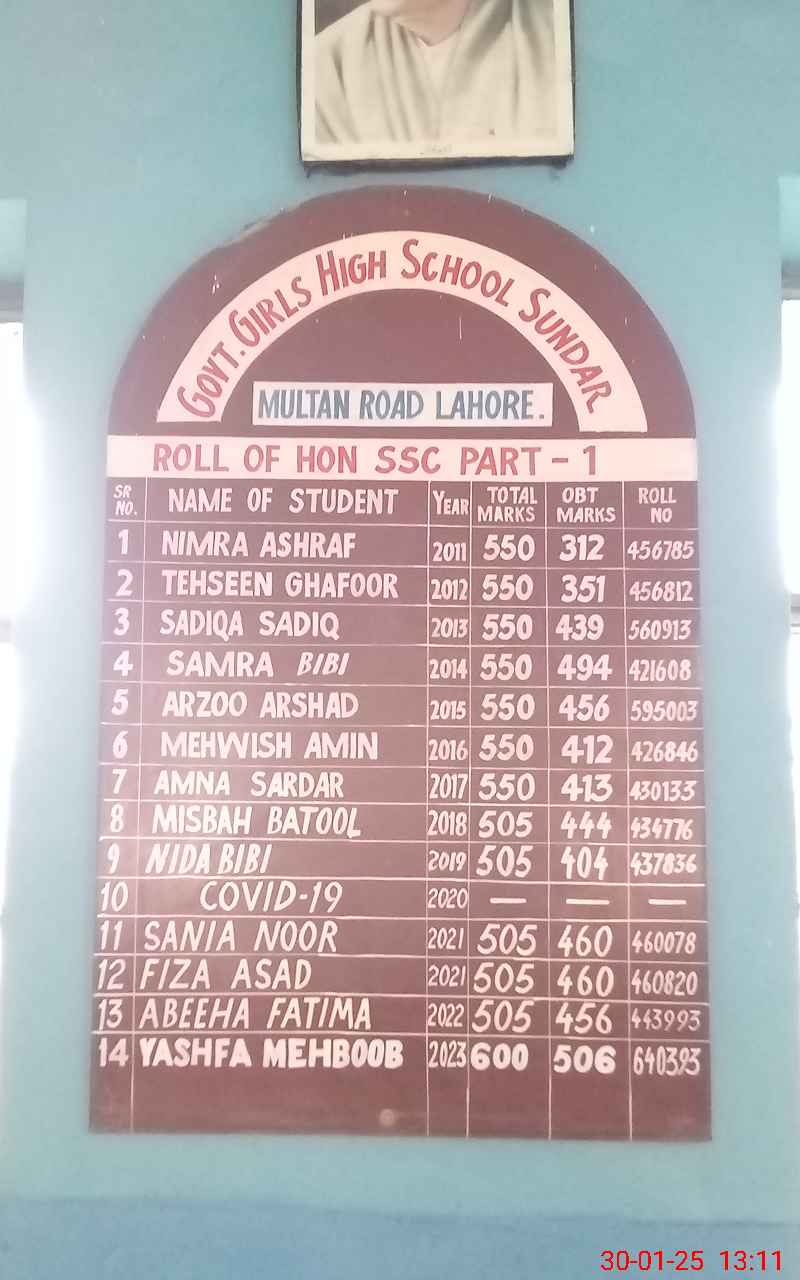 GOVT. GIRLS HIGH SCHOOL SUNDAR
MULTAN ROAD LAHORE.
ROLL OF HON SSC PART - 1
SR NO. NAME OF STUDENT YEAR TOTAL MARKS OBT MARKS ROLL NO
1 NIMRA ASHRAF 2011 550 312 456785
2 TEHSEEN GHAFOOR 2012 550 351 456812
3 SADIQA SADIQ 2013 550 439 560913
4 SAMRA BIBI 2014 550 494 421608
5 ARZOO ARSHAD 2015 550 456 595003
6 MEHWISH AMIN 2016 550 412 426846
7 AMNA SARDAR 2017 550 413 430133
8 MISBAH BATOOL 2018 505 444 434776
9 NIDA BIBI 2019 505 404 437836
10 COVID-19 2020 — — —
11 SANIA NOOR 2021 505 460 460078
12 FIZA ASAD 2021 505 460 460820
13 ABEEHA FATIMA 2022 505 456 443993
14 YASHFA MEHBOOB 2023 600 506 640393
30-01-25 13:11